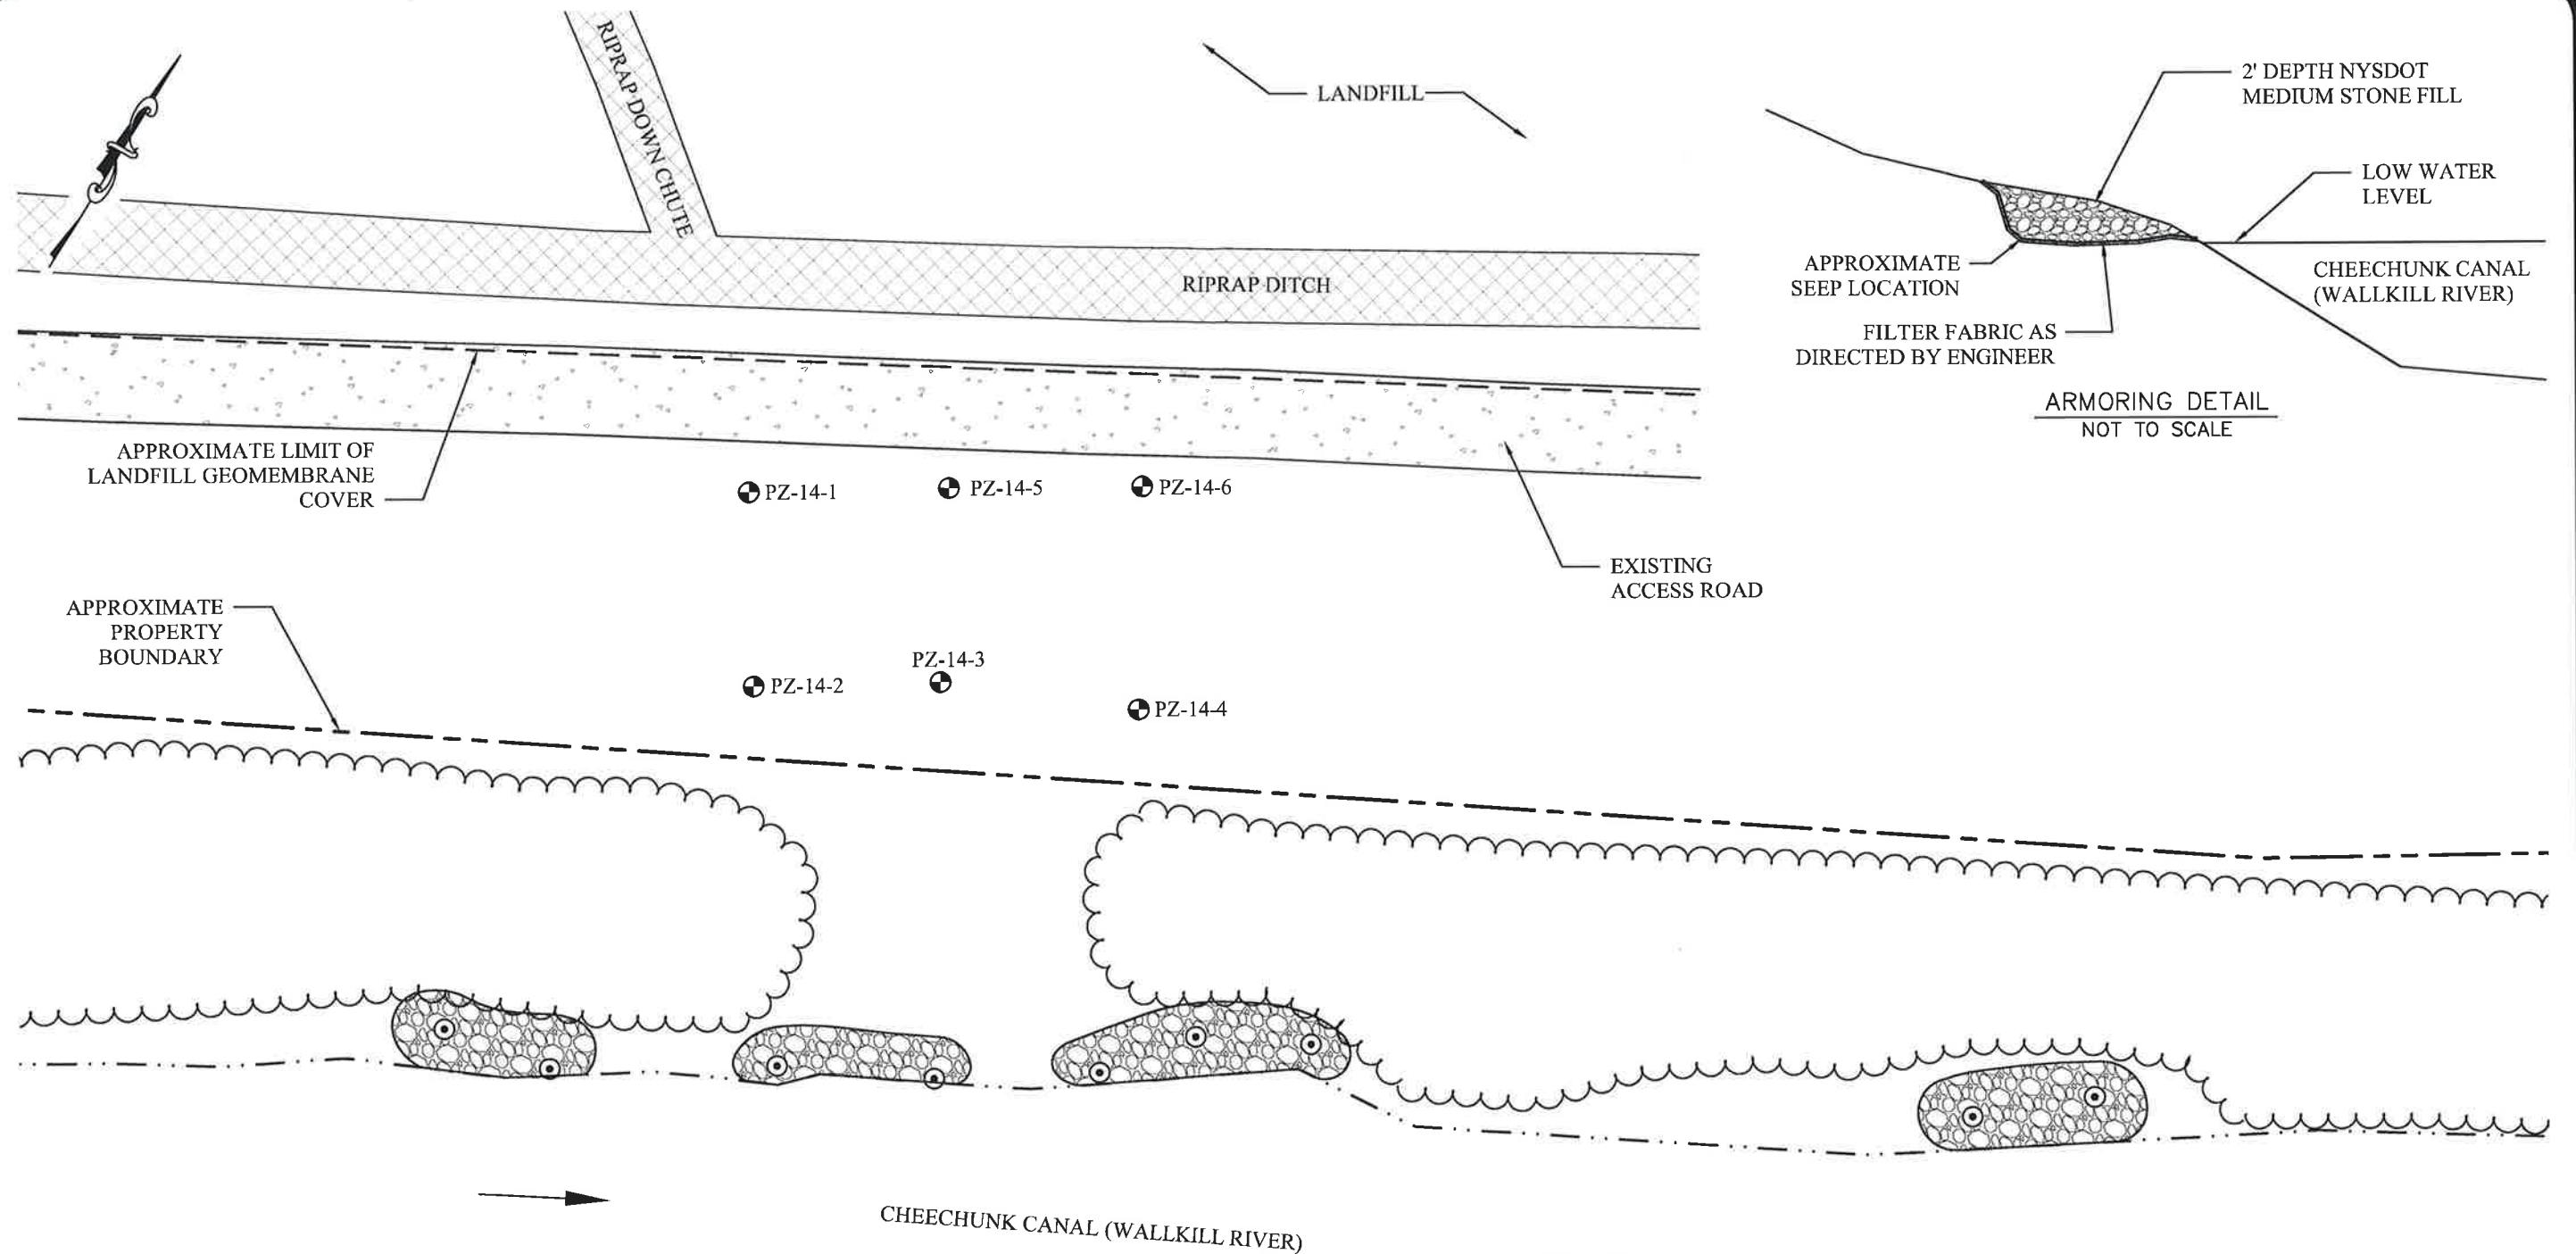 RIPRAP DOWN CHUTE
LANDFILL
2' DEPTH NYSDOT
MEDIUM STONE FILL
LOW WATER
LEVEL
APPROXIMATE
SEEP LOCATION
CHEECHUNK CANAL
(WALLKILL RIVER)
FILTER FABRIC AS
DIRECTED BY ENGINEER
ARMORING DETAIL
NOT TO SCALE
RIPRAP DITCH
APPROXIMATE LIMIT OF
LANDFILL GEOMEMBRANE
COVER
PZ-14-1
PZ-14-5
PZ-14-6
EXISTING
ACCESS ROAD
APPROXIMATE
PROPERTY
BOUNDARY
PZ-14-2
PZ-14-3
PZ-14-4
CHEECHUNK CANAL (WALLKILL RIVER)